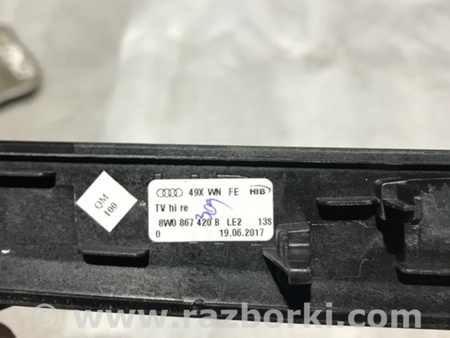 49X WN FE HIB
TV hi re
309
8W0 867 420 B LE2 13S
0 19.06.2017
QM
100
© www.razborki.com